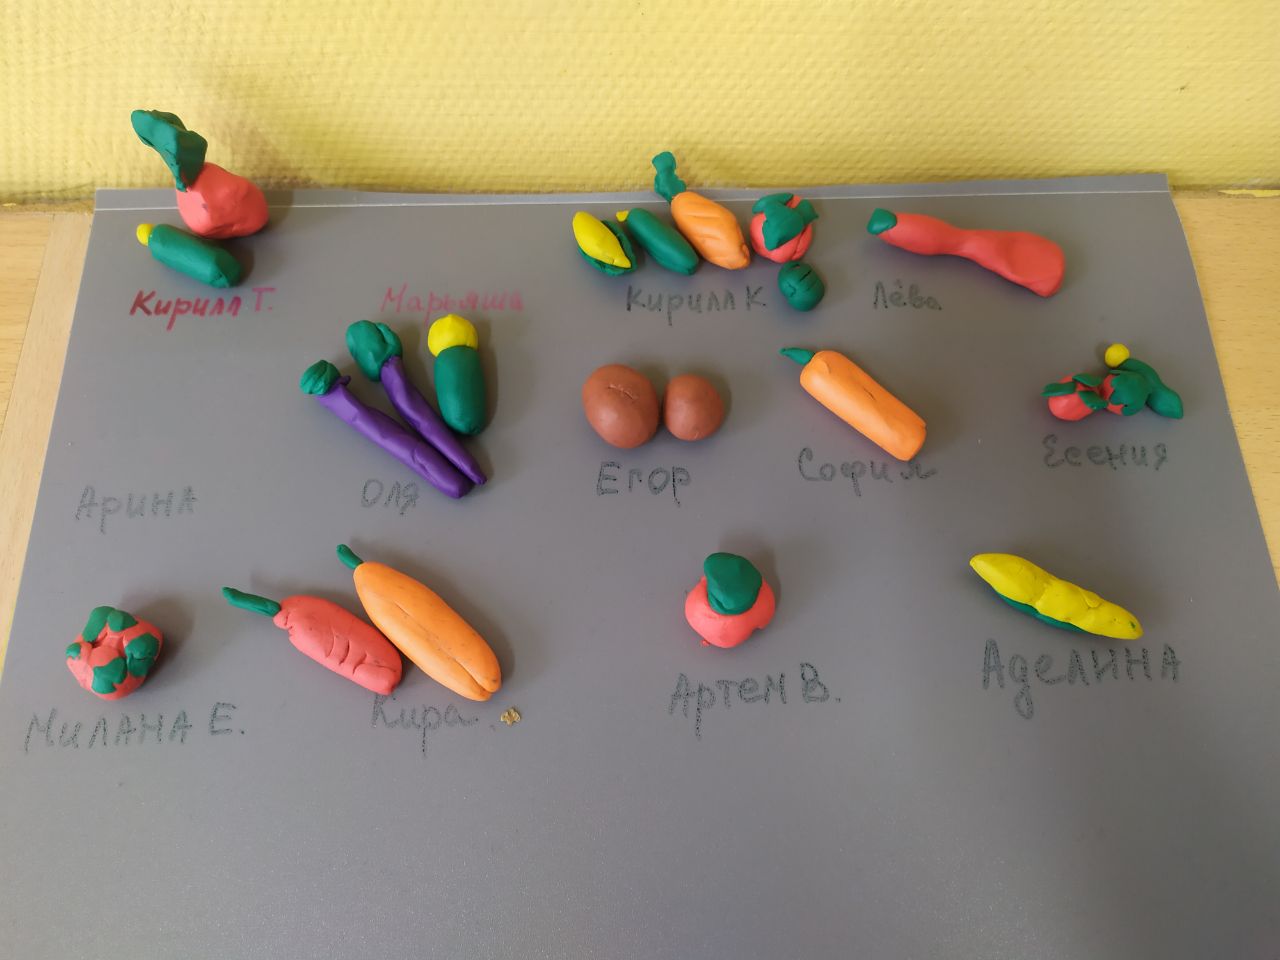 Кирилл Т.
Марьяша
Кирилл К
Лёва
Арина
Оля
Егор
София
Есения
Милана Е.
Кира.
Артем В.
Аделина